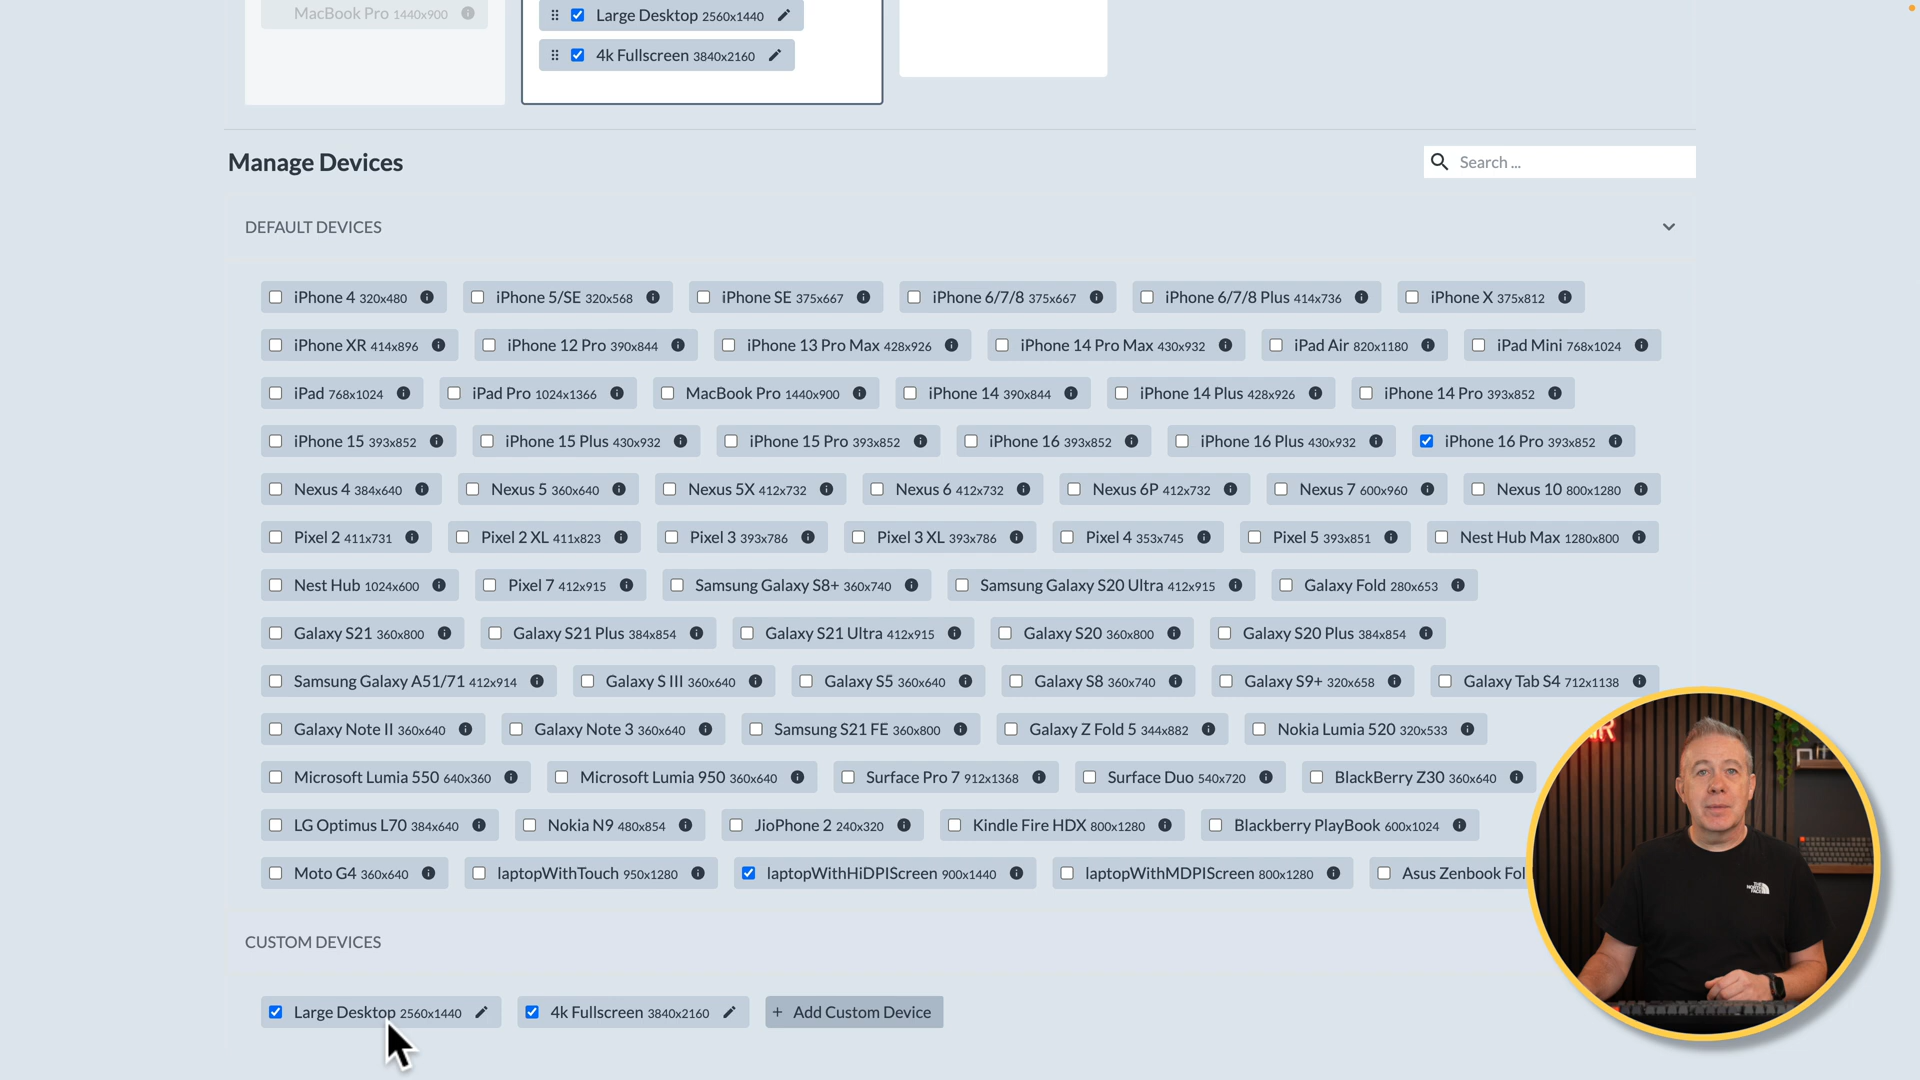 MacBook Pro 1440x900
Large Desktop 2560x1440
4k Fullscreen 3840x2160
Manage Devices
Search ...
DEFAULT DEVICES
iPhone 4 320x480 iPhone 5/SE 320x568 iPhone SE 375x667 iPhone 6/7/8 375x667 iPhone 6/7/8 Plus 414x736 iPhone X 375x812
iPhone XR 414x896 iPhone 12 Pro 390x844 iPhone 13 Pro Max 428x926 iPhone 14 Pro Max 430x932 iPad Air 820x1180 iPad Mini 768x1024
iPad 768x1024 iPad Pro 1024x1366 MacBook Pro 1440x900 iPhone 14 390x844 iPhone 14 Plus 428x926 iPhone 14 Pro 393x852
iPhone 15 393x852 iPhone 15 Plus 430x932 iPhone 15 Pro 393x852 iPhone 16 393x852 iPhone 16 Plus 430x932 iPhone 16 Pro 393x852
Nexus 4 384x640 Nexus 5 360x640 Nexus 5X 412x732 Nexus 6 412x732 Nexus 6P 412x732 Nexus 7 600x960 Nexus 10 800x1280
Pixel 2 411x731 Pixel 2 XL 411x823 Pixel 3 393x786 Pixel 3 XL 393x786 Pixel 4 353x745 Pixel 5 393x851 Nest Hub Max 1280x800
Nest Hub 1024x600 Pixel 7 412x915 Samsung Galaxy S8+ 360x740 Samsung Galaxy S20 Ultra 412x915 Galaxy Fold 280x653
Galaxy S21 360x800 Galaxy S21 Plus 384x854 Galaxy S21 Ultra 412x915 Galaxy S20 360x800 Galaxy S20 Plus 384x854
Samsung Galaxy A51/71 412x914 Galaxy S III 360x640 Galaxy S5 360x640 Galaxy S8 360x740 Galaxy S9+ 320x658 Galaxy Tab S4 712x1138
Galaxy Note II 360x640 Galaxy Note 3 360x640 Samsung S21 FE 360x800 Galaxy Z Fold 5 344x882 Nokia Lumia 520 320x533
Microsoft Lumia 550 640x360 Microsoft Lumia 950 360x640 Surface Pro 7 912x1368 Surface Duo 540x720 BlackBerry Z30 360x640
LG Optimus L70 384x640 Nokia N9 480x854 JioPhone 2 240x320 Kindle Fire HDX 800x1280 Blackberry PlayBook 600x1024
Moto G4 360x640 laptopWithTouch 950x1280 laptopWithHiDPIScreen 900x1440 laptopWithMDPIScreen 800x1280 Asus Zenbook Fol
CUSTOM DEVICES
Large Desktop 2560x1440 4k Fullscreen 3840x2160 + Add Custom Device